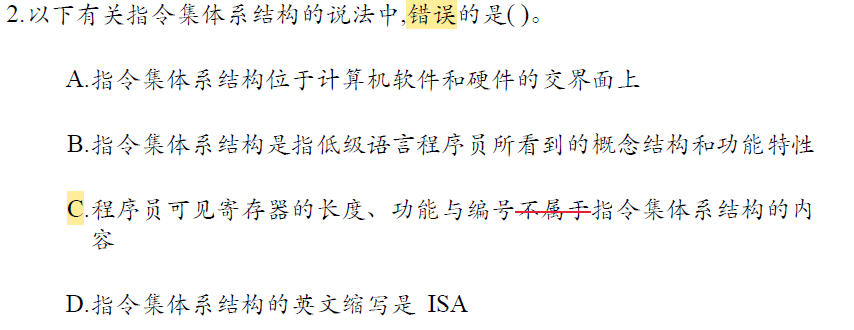 2.以下有关指令集体系结构的说法中,错误的是( )。
A.指令集体系结构位于计算机软件和硬件的交界面上
B.指令集体系结构是指低级语言程序员所看到的概念结构和功能特性
C.程序员可见寄存器的长度、功能与编号不属于指令集体系结构的内
容
D.指令集体系结构的英文缩写是 ISA